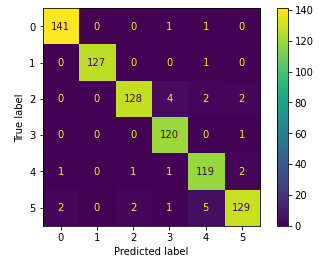 0 141 0 0 1 1 0
1 0 127 0 0 1 0
2 0 0 128 4 2 2
3 0 0 0 120 0 1
4 1 0 1 1 119 2
5 2 0 2 1 5 129
0 1 2 3 4 5
Predicted label
True label
140
120
100
80
60
40
20
0